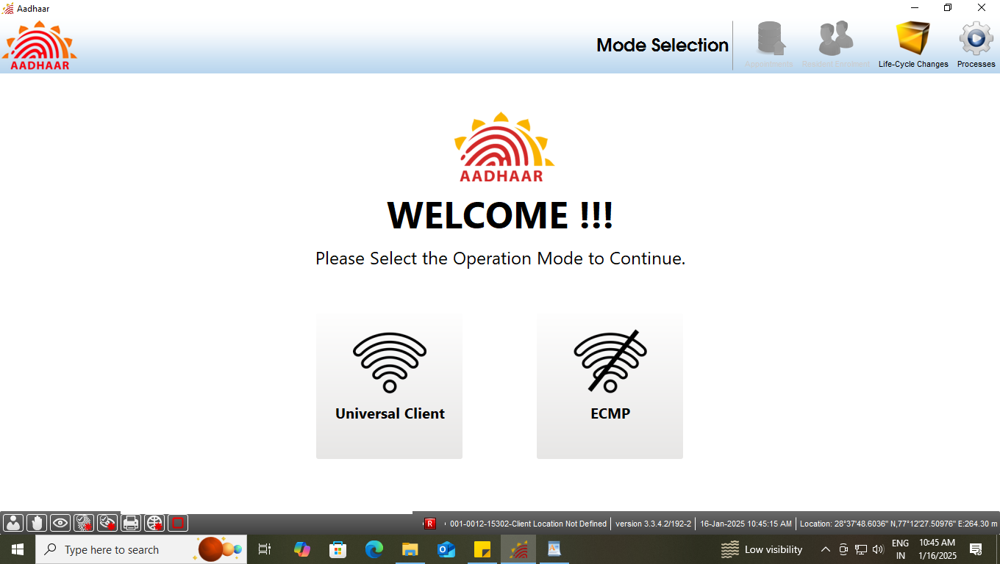 Aadhaar
AADHAAR
Mode Selection
Appointments
Resident Enrolment
Life-Cycle Changes
Processes
AADHAAR
WELCOME !!!
Please Select the Operation Mode to Continue.
Universal Client
ECMP
R
001-0012-15302-Client Location Not Defined
version 3.3.4.2/192-2
16-Jan-2025 10:45:15 AM
Location: 28°37'48.6036" N,77°12'27.50976" E:264.30 m
Type here to search
Low visibility
ENG
IN
10:45 AM
1/16/2025